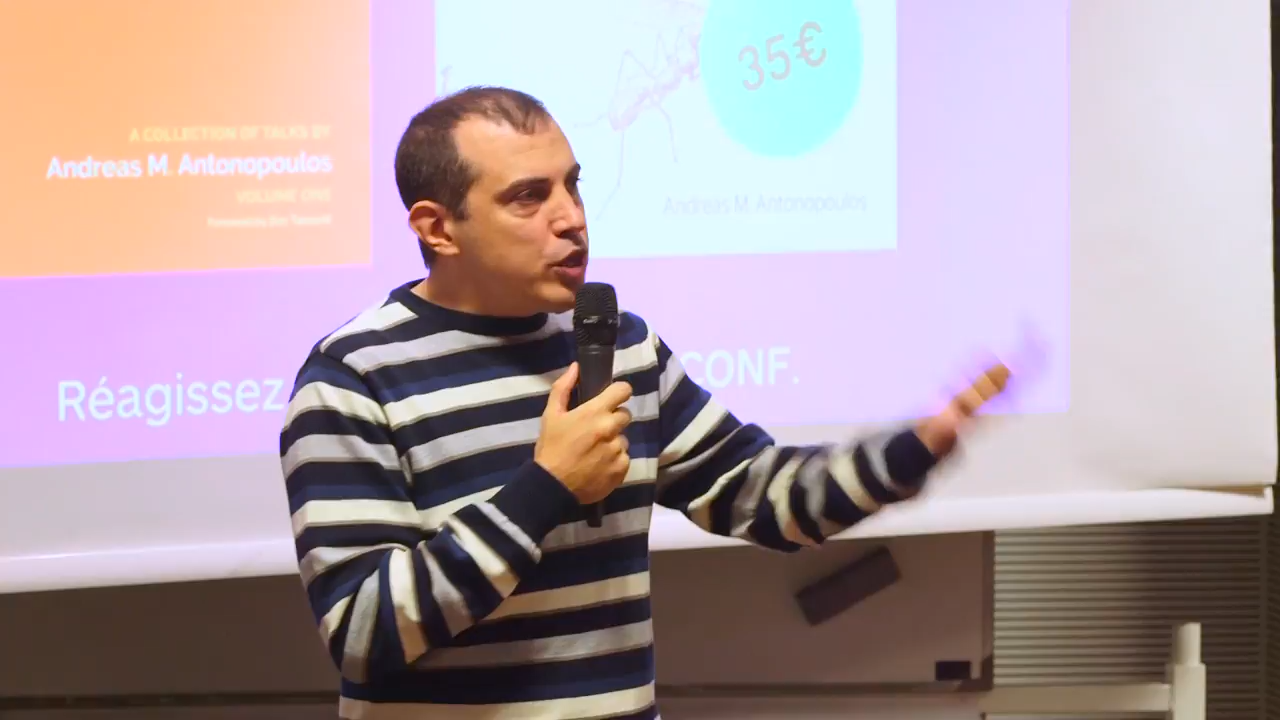 A COLLECTION OF TALKS BY
Andreas M. Antonopoulos
VOLUME ONE
35€
Andreas M. Antonopoulos
Réagissez
CONF.